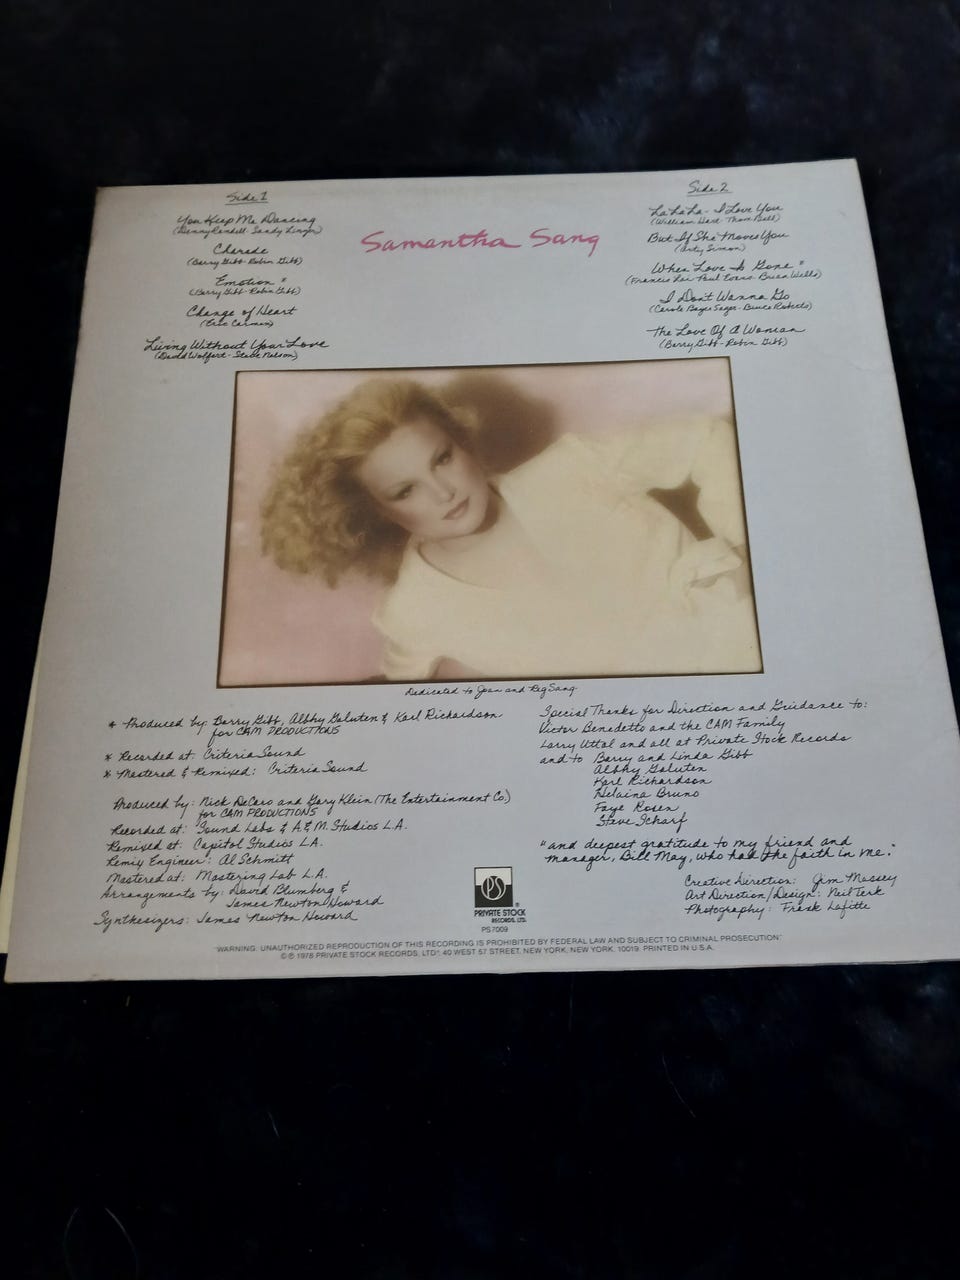 Side 1
You Keep Me Dancing
(Denny Randell - Sandy Linzer)
Charade
(Barry Gibb - Robin Gibb)
Emotion*
(Barry Gibb - Robin Gibb)
Change of Heart
(Eric Carmen)
Living Without Your Love
(David Wolfert - Steve Nelson)
Samantha Sang
Side 2
La La La - I Love You
(William Hart - Thom Bell)
But If She Moves You
(Arty Simon)
When Love Is Gone*
(Francis Lai - Paul Evans - Brian Wells)
I Don't Wanna Go
(Carole Bayer Sager - Bruce Roberts)
The Love Of A Woman
(Barry Gibb - Robin Gibb)
Dedicated to Joan and Reg Sang
* Produced by: Barry Gibb, Albhy Galuten & Karl Richardson
for CAM PRODUCTIONS
* Recorded at: Criteria Sound
* Mastered & Remixed: Criteria Sound
Produced by: Nick DeCaro and Gary Klein (The Entertainment Co.)
for CAM PRODUCTIONS
Recorded at: Sound Labs & A.& M. Studios L.A.
Remixed at: Capitol Studios L.A.
Remix Engineer: Al Schmitt
Mastered at: Mastering Lab L.A.
Arrangements by: David Blumberg &
James Newton Howard
Synthesizers: James Newton Howard
Special Thanks for Direction and Guidance to:
Victor Benedetto and the CAM Family
Larry Uttal and all at Private Stock Records
and to Barry and Linda Gibb
Albhy Galuten
Karl Richardson
Helaina Bruno
Faye Rosen
Steve Scharf
"and deepest gratitude to my friend and
manager, Bill May, who had the faith in me."
Creative Direction: Jim Massey
Art Direction/Design: Neil Terk
Photography: Frank Laffitte
PS
®
PRIVATE STOCK
RECORDS, LTD.
PS 7009
"WARNING: UNAUTHORIZED REPRODUCTION OF THIS RECORDING IS PROHIBITED BY FEDERAL LAW AND SUBJECT TO CRIMINAL PROSECUTION"
© ℗ 1978 PRIVATE STOCK RECORDS, LTD., 40 WEST 57 STREET, NEW YORK, NEW YORK, 10019. PRINTED IN U.S.A.